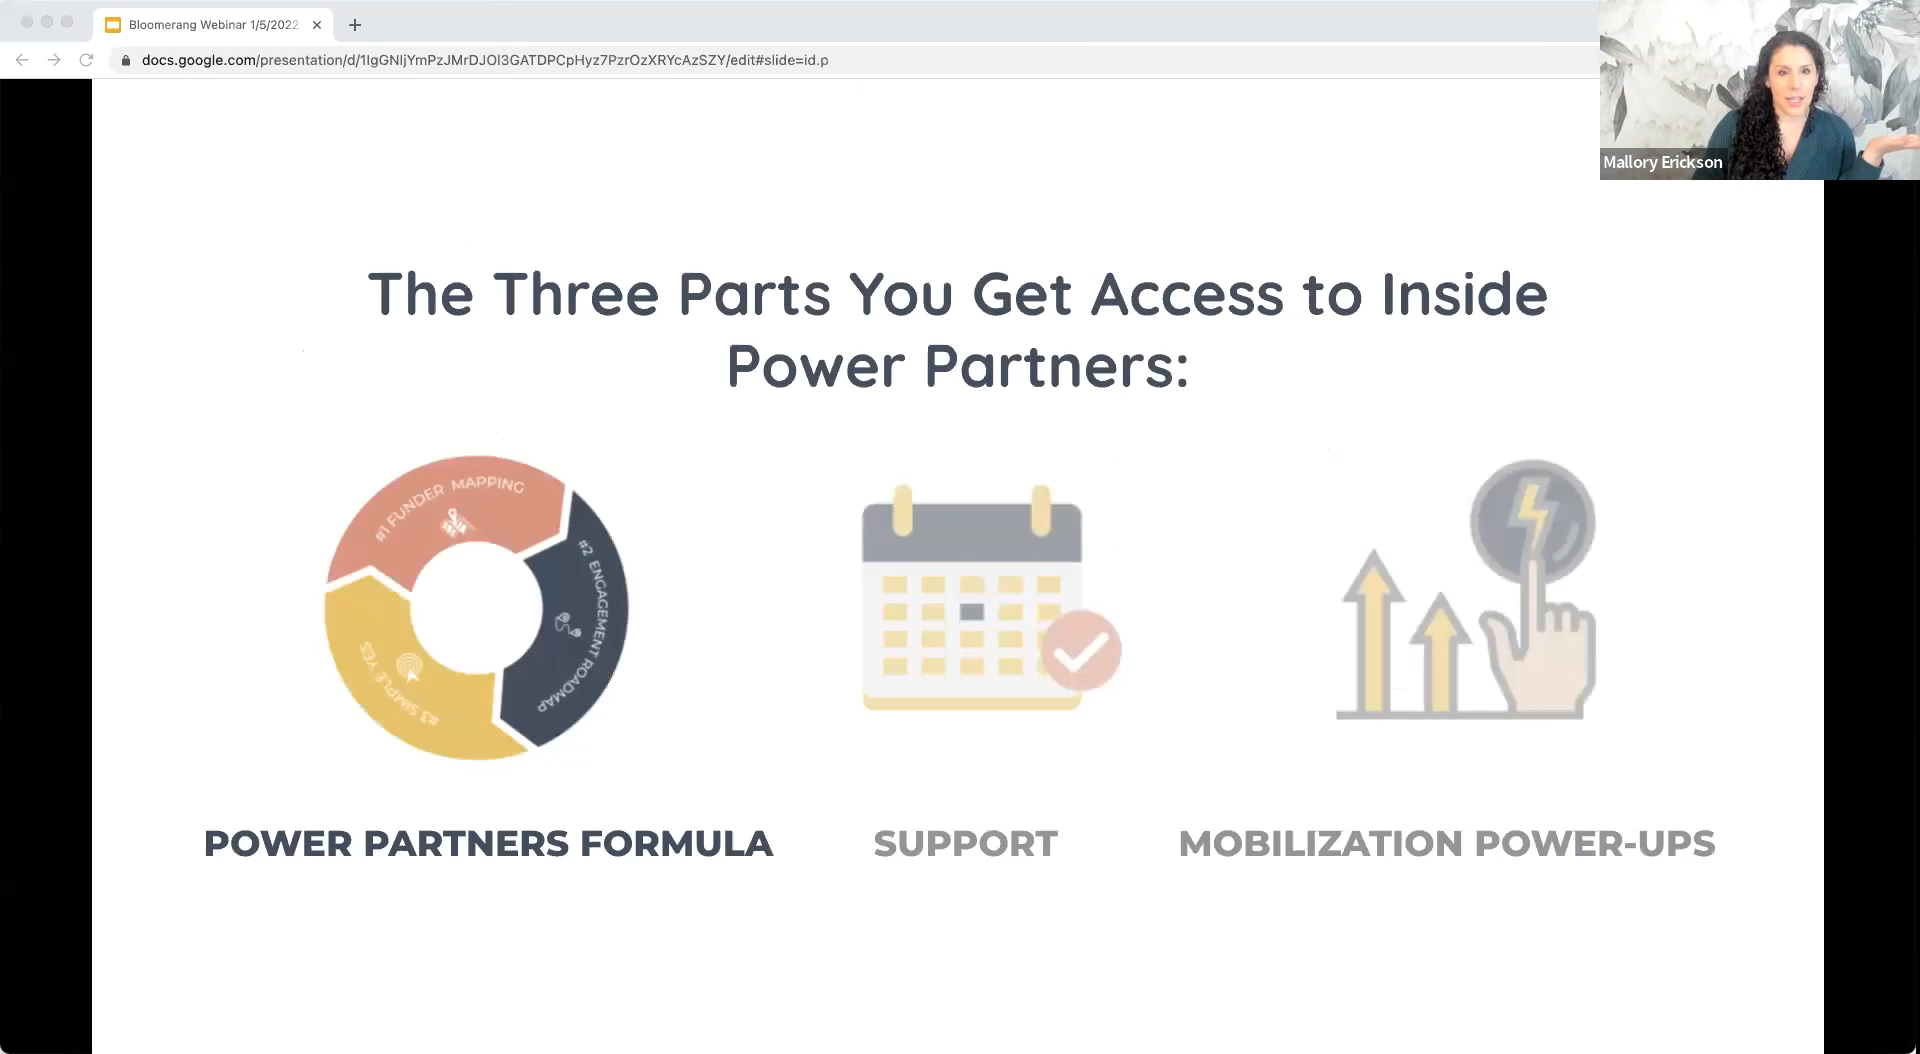 Bloomerang Webinar 1/5/2022
docs.google.com/presentation/d/1IgGNljYmPzJMrDJOl3GATDPCpHyz7PzrOzXRYcAzSZY/edit#slide=id.p
Mallory Erickson
The Three Parts You Get Access to Inside
Power Partners:
#1 FUNDER MAPPING
#2 ENGAGEMENT ROADMAP
#3 SIMPLE YES
POWER PARTNERS FORMULA
SUPPORT
MOBILIZATION POWER-UPS